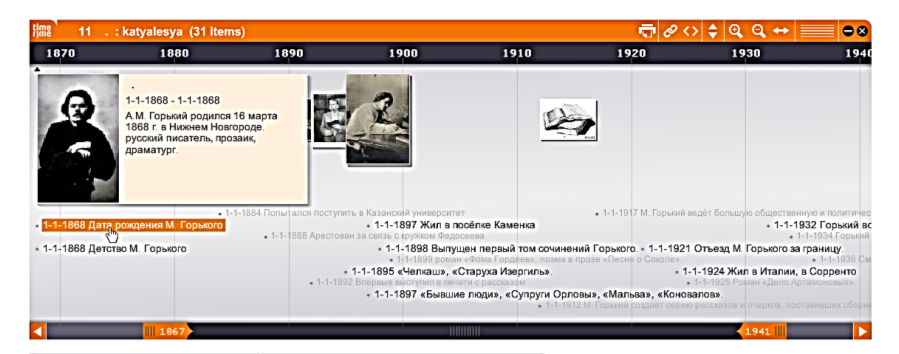 time
rime
11 . : katyalesya (31 items)
1870 1880 1890 1900 1910 1920 1930 1940
.
1-1-1868 - 1-1-1868
А.М. Горький родился 16 марта
1868 г. в Нижнем Новгороде.
русский писатель, прозаик,
драматург.
1-1-1884 Попытался поступить в Казанский университет
1-1-1917 М. Горький ведёт большую общественную и политичес
1-1-1868 Дата рождения М. Горького
1-1-1897 Жил в посёлке Каменка
1-1-1932 Горький во
1-1-1888 Арестован за связь с кружком Федосеева
1-1-1934 Горький
1-1-1868 Детство М. Горького
1-1-1898 Выпущен первый том сочинений Горького.
1-1-1921 Отъезд М. Горького за границу.
1-1-1899 роман «Фома Гордеев», поэма в прозе «Песня о Соколе».
1-1-1936 См
1-1-1895 «Челкаш», «Старуха Изергиль».
1-1-1924 Жил в Италии, в Сорренто
1-1-1892 Впервые выступил в печати с рассказом
1-1-1925 Роман «Дело Артамоновых».
1-1-1897 «Бывшие люди», «Супруги Орловы», «Мальва», «Коновалов».
1-1-1912 М. Горький создаёт серию рассказов и очерков, составивших сборн
1867 1941